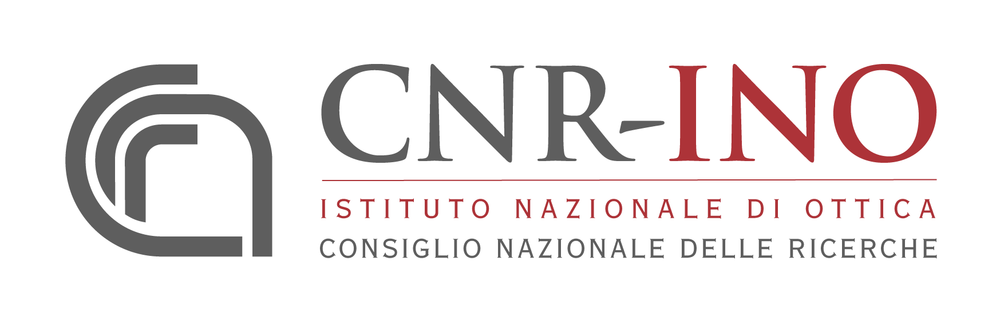 CNR-INO
ISTITUTO NAZIONALE DI OTTICA
CONSIGLIO NAZIONALE DELLE RICERCHE